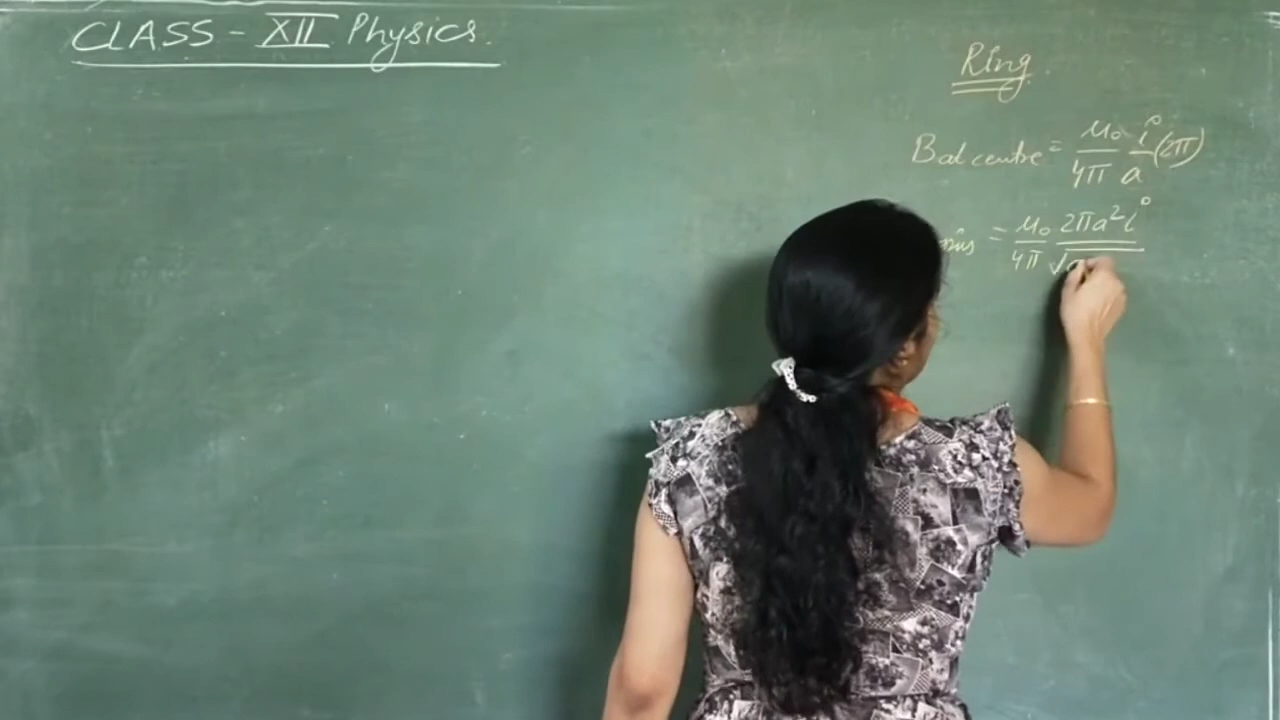 CLASS - XII Physics.
Ring
B at centre = μ₀/4π i/a (2π)
= μ₀/4π 2πa²i/√a